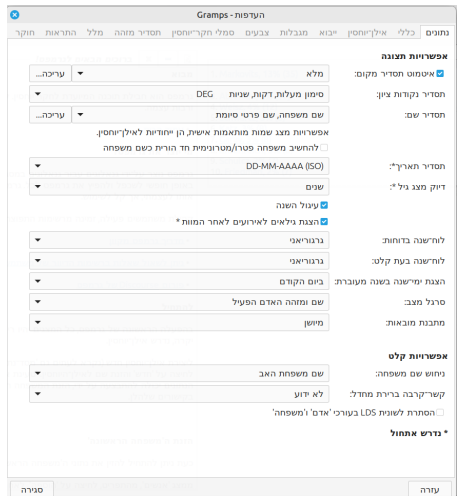 העדפות - Gramps
נתונים כללי אילן־יוחסין ייבוא מגבלות צבעים סמלי חקר־יוחסין תסדיר מזהה מלל התראות חוקר
אפשרויות תצוגה
איטמוט תסדיר מקום: מלא עריכה...
תסדיר נקודות ציון: סימון מעלות, דקות, שניות DEG
תסדיר שם: שם משפחה, שם פרטי סיומת עריכה...
אפשרויות מצג שמות מותאמות אישית, הן ייחודיות לאילן־יוחסין.
להחשיב משפחה פטרו/מטרונימית חד הורית כשם משפחה
תסדיר תאריך*: DD-MM-AAAA (ISO)
דיוק מצג גיל *: שנים
עיגול השנה
הצגת גילאים לאירועים לאחר המוות *
לוח־שנה בדוחות: גרגוריאני
לוח־שנה בעת קלט: גרגוריאני
הצגת ימי־שנה בשנה מעוברת: ביום הקודם
סרגל מצב: שם ומזהה האדם הפעיל
מתבנת מובאות: מיושן
אפשרויות קלט
ניחוש שם משפחה: שם משפחת האב
קשר־קרבה ברירת מחדל: לא ידוע
הסתרת לשונית LDS בעורכי 'אדם' ו'משפחה'
* נדרש אתחול
עזרה סגירה